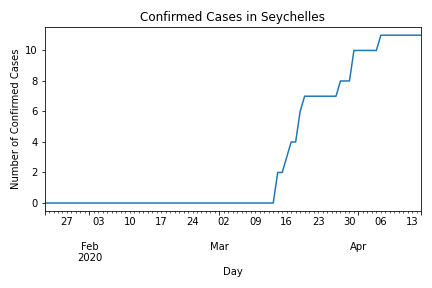 Confirmed Cases in Seychelles
Number of Confirmed Cases
10
8
6
4
2
0
27 03 10 17 24 02 09 16 23 30 06 13
Feb Mar Apr
2020
Day